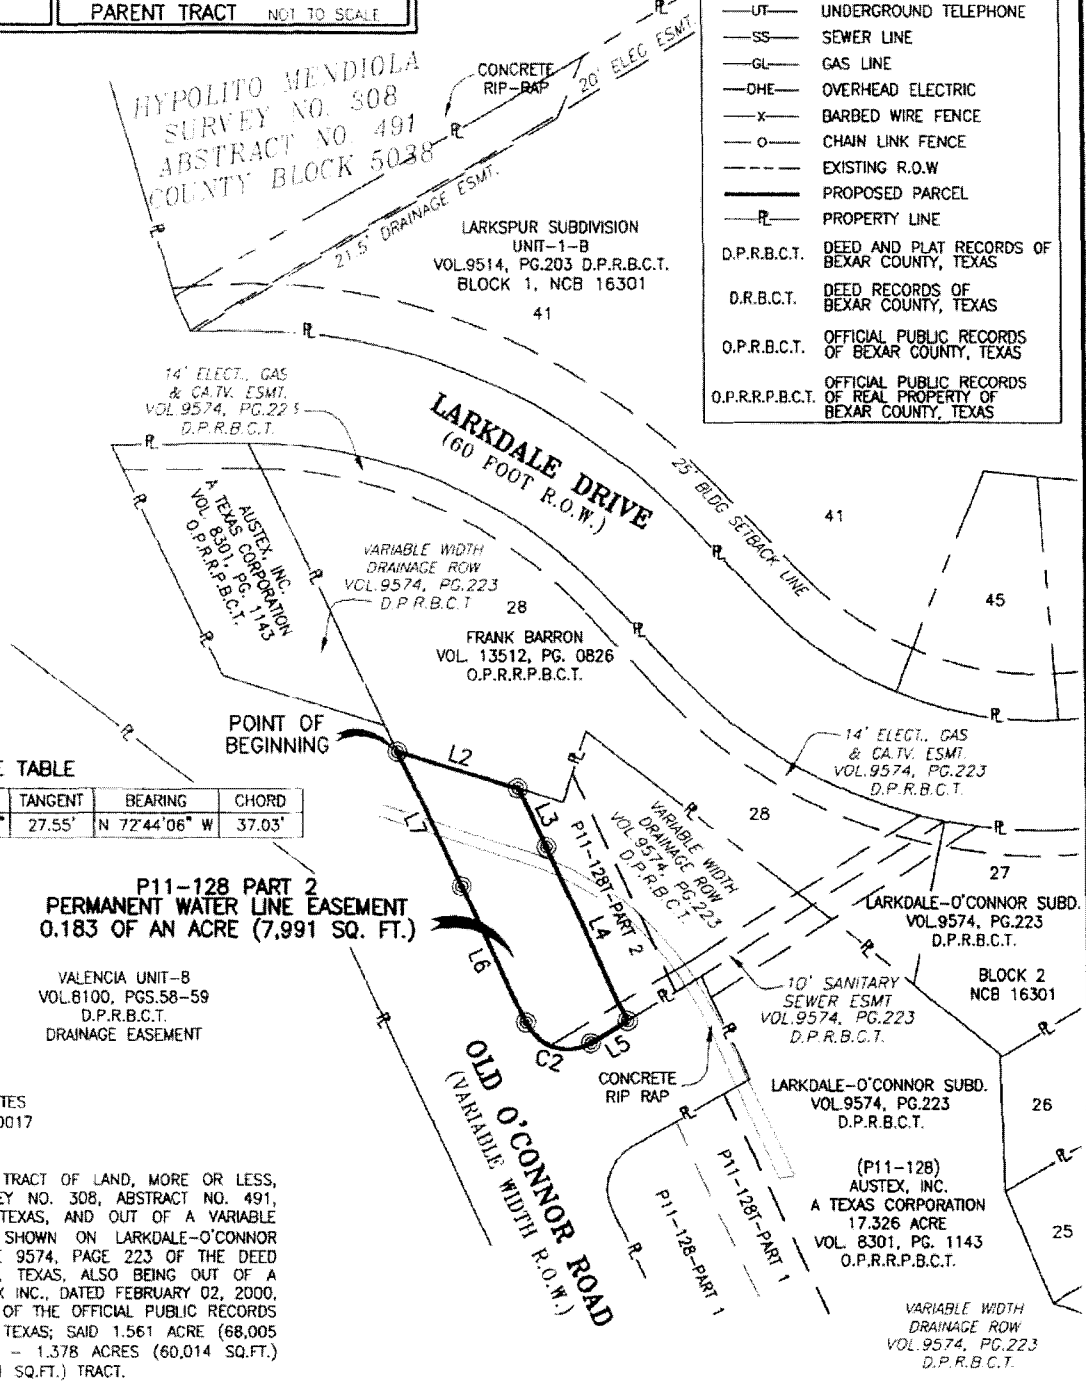 PARENT TRACT NOT TO SCALE
UT UNDERGROUND TELEPHONE
SS SEWER LINE
GL GAS LINE
OHE OVERHEAD ELECTRIC
X BARBED WIRE FENCE
O CHAIN LINK FENCE
EXISTING R.O.W
PROPOSED PARCEL
PL PROPERTY LINE
D.P.R.B.C.T. DEED AND PLAT RECORDS OF
BEXAR COUNTY, TEXAS
D.R.B.C.T. DEED RECORDS OF
BEXAR COUNTY, TEXAS
O.P.R.B.C.T. OFFICIAL PUBLIC RECORDS
OF BEXAR COUNTY, TEXAS
O.P.R.R.P.B.C.T. OFFICIAL PUBLIC RECORDS
OF REAL PROPERTY OF
BEXAR COUNTY, TEXAS
HYPOLITO MENDIOLA
SURVEY NO. 308
ABSTRACT NO. 491
COUNTY BLOCK 5038
CONCRETE
RIP-RAP
20' ELEC ESMT.
21.5' DRAINAGE ESMT.
LARKSPUR SUBDIVISION
UNIT-1-B
VOL.9514, PG.203 D.P.R.B.C.T.
BLOCK 1, NCB 16301
41
14' ELECT., GAS
& CA.TV. ESMT.
VOL.9574, PG.223
D.P.R.B.C.T.
LARKDALE DRIVE
(60 FOOT R.O.W.)
25' BLDG SETBACK LINE
41
45
AUSTEX, INC.
A TEXAS CORPORATION
VOL. 8301, PG. 1143
O.P.R.R.P.B.C.T.
VARIABLE WIDTH
DRAINAGE ROW
VOL.9574, PG.223
D.P.R.B.C.T
28
FRANK BARRON
VOL. 13512, PG. 0826
O.P.R.R.P.B.C.T.
POINT OF
BEGINNING
L2
L3
L7
L4
L6
L5
C2
E TABLE
TANGENT BEARING CHORD
27.55' N 72°44'06" W 37.03'
14' ELECT., GAS
& CA.TV. ESMT.
VOL.9574, PG.223
D.P.R.B.C.T.
28
VARIABLE WIDTH
DRAINAGE ROW
VOL.9574, PG.223
D.P.R.B.C.T.
P11-128T-PART 2
27
P11-128 PART 2
PERMANENT WATER LINE EASEMENT
0.183 OF AN ACRE (7,991 SQ. FT.)
LARKDALE-O'CONNOR SUBD.
VOL.9574, PG.223
D.P.R.B.C.T.
BLOCK 2
NCB 16301
VALENCIA UNIT-8
VOL.8100, PGS.58-59
D.P.R.B.C.T.
DRAINAGE EASEMENT
10' SANITARY
SEWER ESMT
VOL.9574, PG.223
D.P.R.B.C.T.
CONCRETE
RIP RAP
OLD O'CONNOR ROAD
(VARIABLE WIDTH R.O.W.)
LARKDALE-O'CONNOR SUBD.
VOL.9574, PG.223
D.P.R.B.C.T.
26
(P11-128)
AUSTEX, INC.
A TEXAS CORPORATION
17.326 ACRE
VOL. 8301, PG. 1143
O.P.R.R.P.B.C.T.
25
P11-128T-PART 1
P11-128-PART 1
TES
0017
TRACT OF LAND, MORE OR LESS,
EY NO. 308, ABSTRACT NO. 491,
TEXAS, AND OUT OF A VARIABLE
SHOWN ON LARKDALE-O'CONNOR
E 9574, PAGE 223 OF THE DEED
, TEXAS, ALSO BEING OUT OF A
X INC., DATED FEBRUARY 02, 2000,
OF THE OFFICIAL PUBLIC RECORDS
TEXAS; SAID 1.561 ACRE (68,005
- 1.378 ACRES (60,014 SQ.FT.)
SQ.FT.) TRACT.
VARIABLE WIDTH
DRAINAGE ROW
VOL.9574, PG.223
D.P.R.B.C.T.